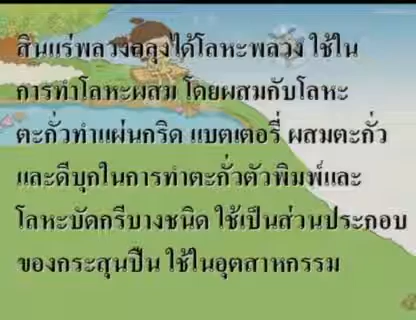 สินแร่พลวงถลุงได้โลหะพลวง ใช้ใน
การทำโลหะผสม โดยผสมกับโลหะ
ตะกั่วทำแผ่นกริด แบตเตอรี่ ผสมตะกั่ว
และดีบุกในการทำตะกั่วตัวพิมพ์และ
โลหะบัดกรีบางชนิด ใช้เป็นส่วนประกอบ
ของกระสุนปืน ใช้ในอุตสาหกรรม